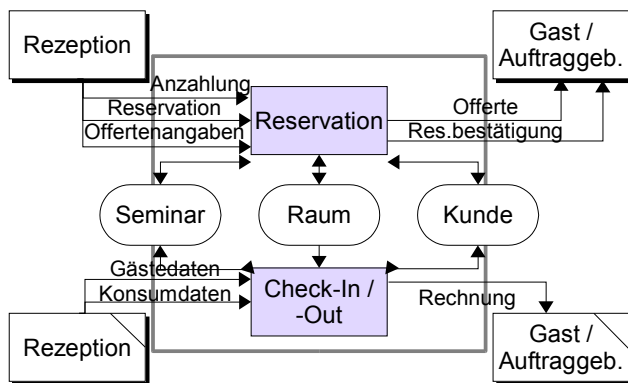 Rezeption
Gast /
Auftraggeb.
Anzahlung
Reservation
Offertenangaben
Reservation
Offerte
Res.bestätigung
Seminar
Raum
Kunde
Gästedaten
Konsumdaten
Check-In /
-Out
Rechnung
Rezeption
Gast /
Auftraggeb.